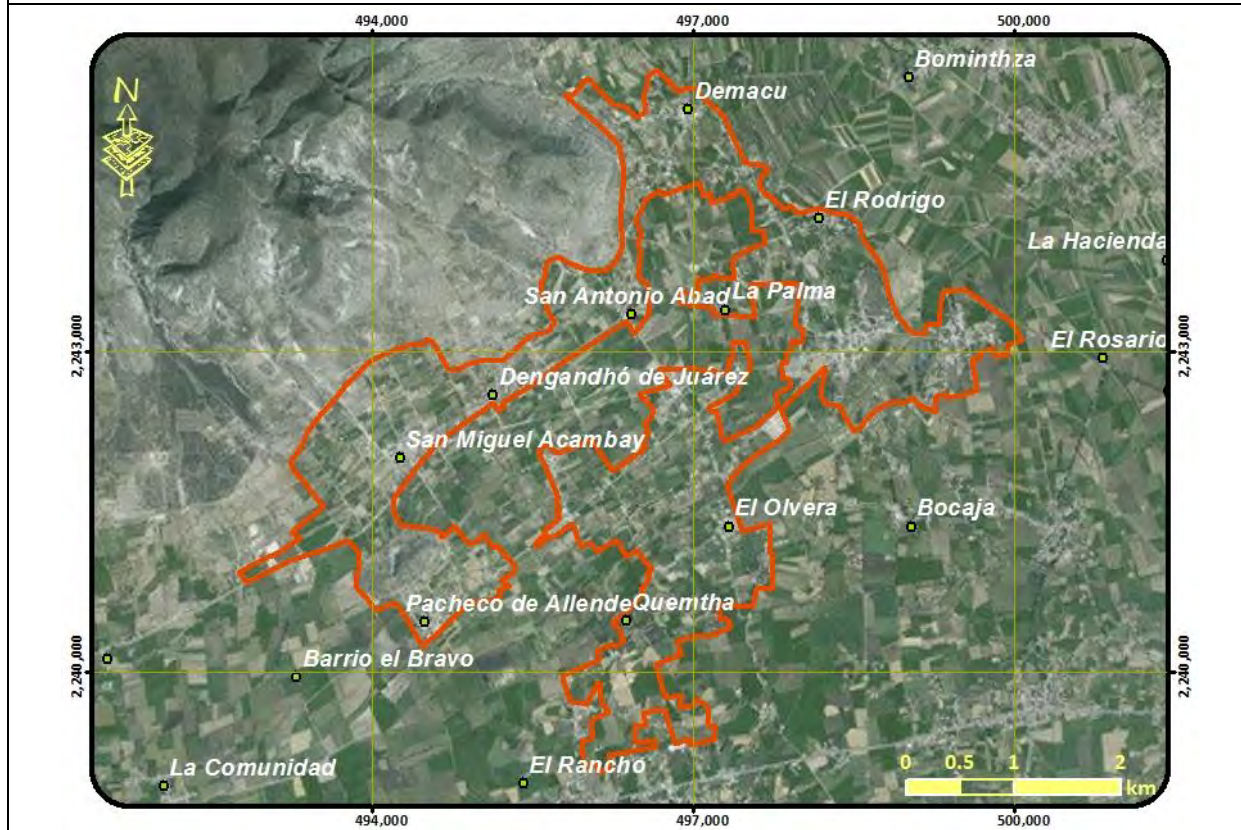 494,000 497,000 500,000
Bominthza
N
Demacu
El Rodrigo
La Hacienda
San Antonio Abad
La Palma
2,243,000
2,243,000
El Rosario
Dengandhó de Juárez
San Miguel Acambay
El Olvera
Bocaja
Pacheco de Allende
Quemtha
Barrio el Bravo
2,240,000
2,240,000
La Comunidad
El Rancho
0 0.5 1 2
km
494,000 497,000 500,000